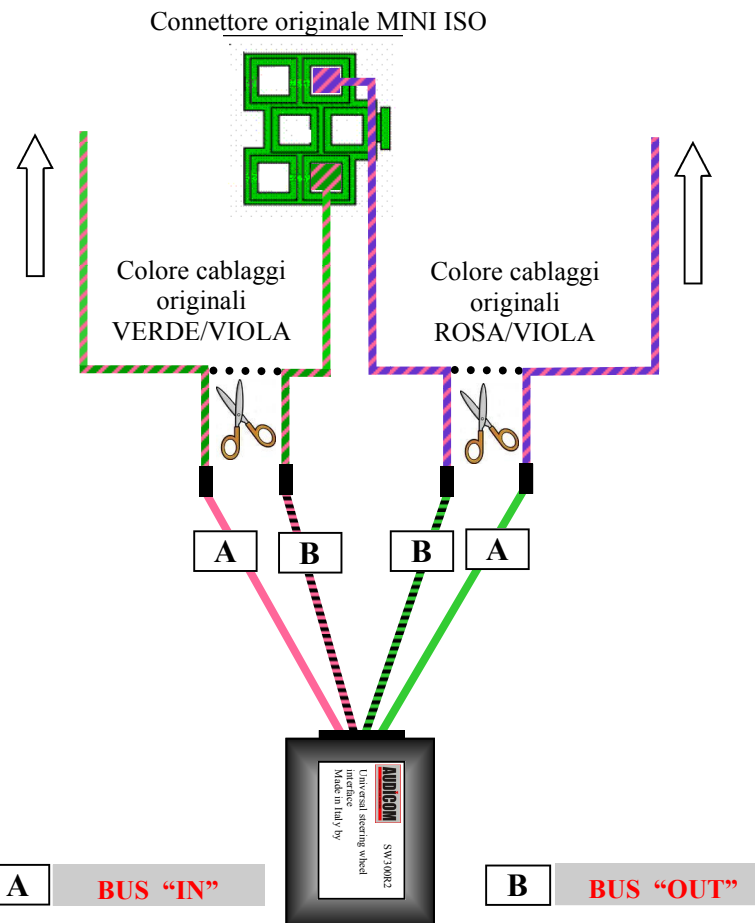 Connettore originale MINI ISO
Colore cablaggi
originali
VERDE/VIOLA
Colore cablaggi
originali
ROSA/VIOLA
A
B
B
A
AUDICOM
SW300R2
Universal steering wheel
interface
Made in Italy by
A
BUS “IN”
B
BUS “OUT”